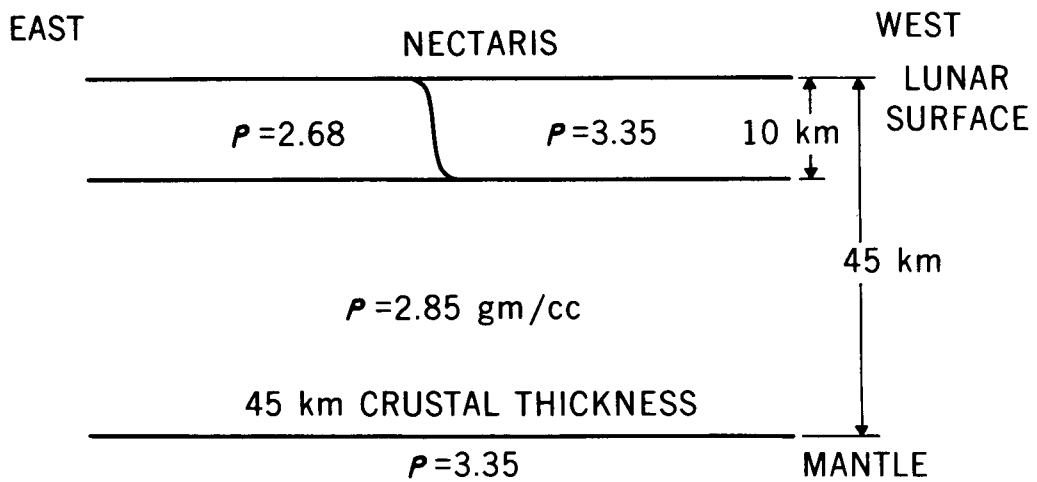 EAST
NECTARIS
WEST
LUNAR
SURFACE
ρ=2.68
ρ=3.35
10 km
45 km
ρ=2.85 gm/cc
45 km CRUSTAL THICKNESS
ρ=3.35
MANTLE